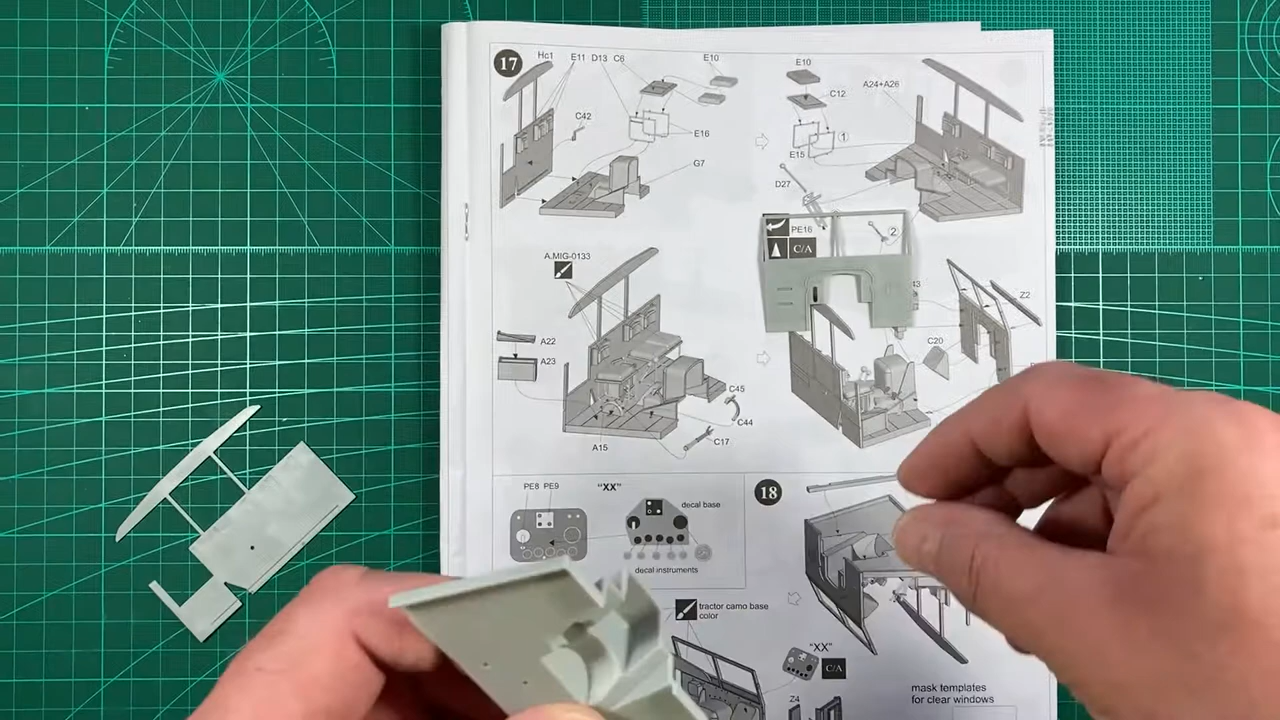 17
Hc1 E11 D13 C6 E10
C42
E16
G7
E10
C12
A24+A26
E15
1
D27
PE16
2
C/A
43
Z2
C20
A.MIG-0133
A22
A23
A15
C45
C44
C17
PE8 PE9 "XX"
decal base
decal instruments
18
tractor camo base
color
"XX"
C/A
Z4
mask templates
for clear windows